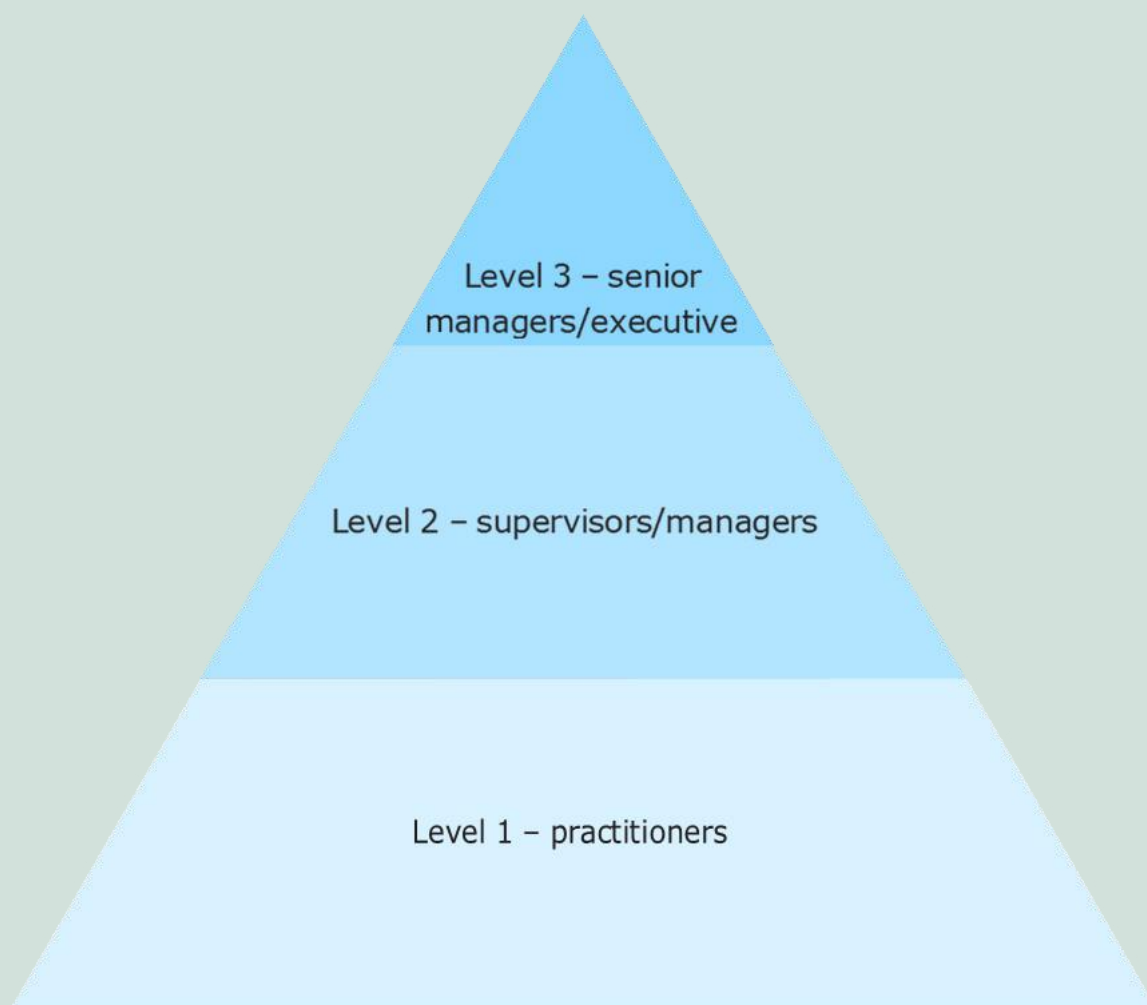 Level 3 – senior
managers/executive
Level 2 – supervisors/managers
Level 1 – practitioners